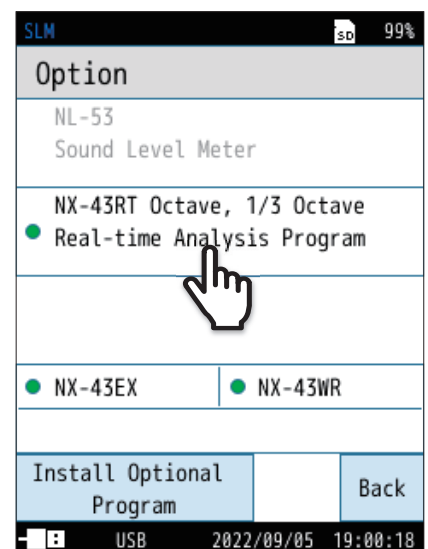 SLM SD 99%
Option
NL-53
Sound Level Meter
NX-43RT Octave, 1/3 Octave
Real-time Analysis Program
NX-43EX NX-43WR
Install Optional
Program
Back
USB 2022/09/05 19:00:18